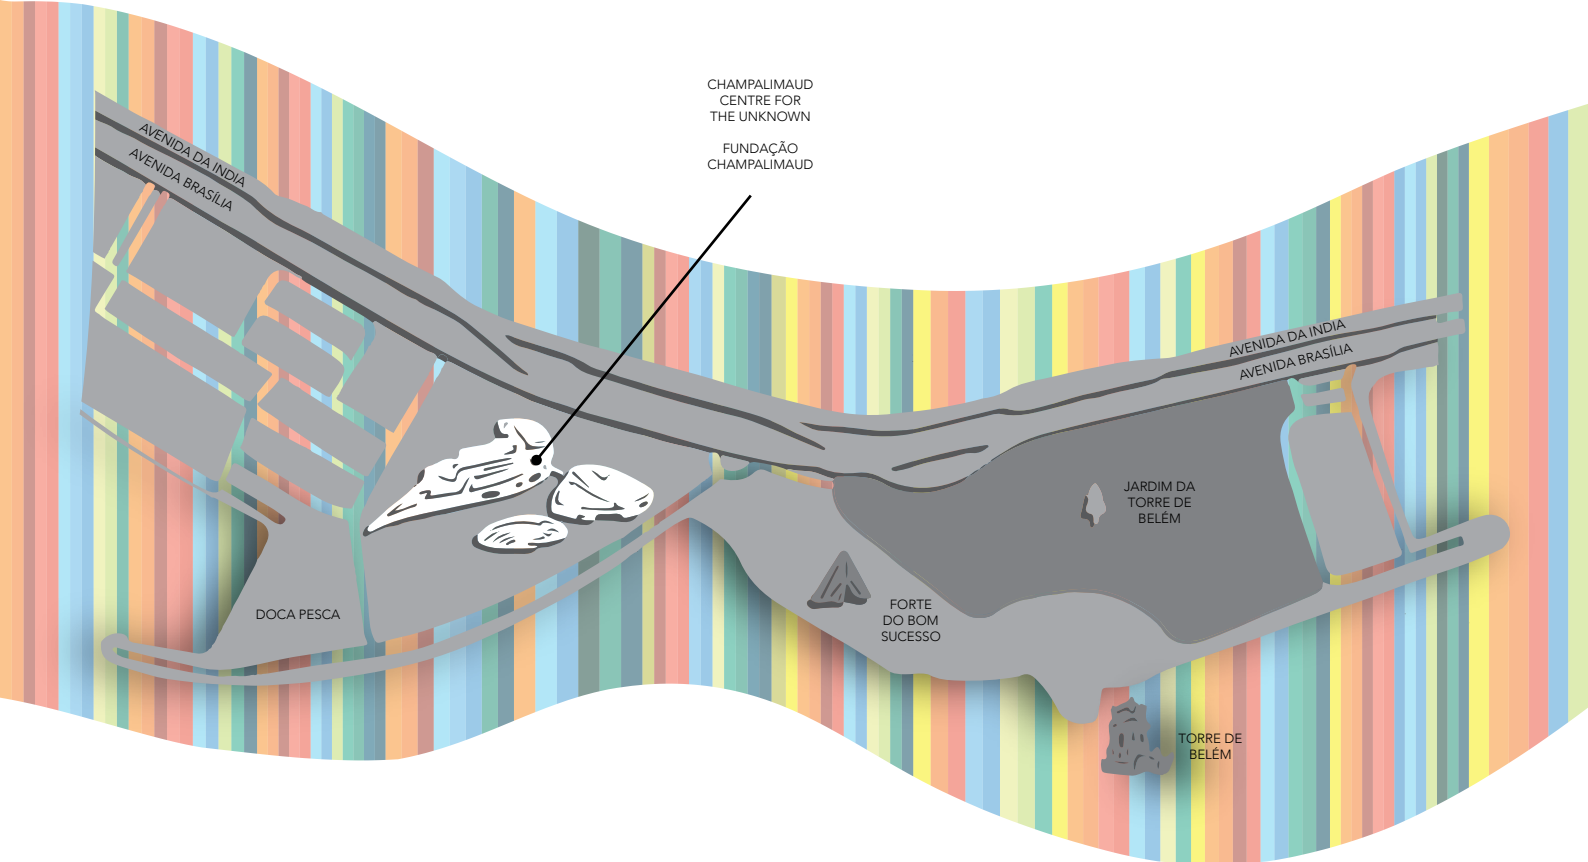 CHAMPALIMAUD
CENTRE FOR
THE UNKNOWN
FUNDAÇÃO
CHAMPALIMAUD
AVENIDA DA INDIA
AVENIDA BRASÍLIA
AVENIDA DA INDIA
AVENIDA BRASÍLIA
JARDIM DA
TORRE DE
BELÉM
DOCA PESCA
FORTE
DO BOM
SUCESSO
TORRE DE
BELÉM